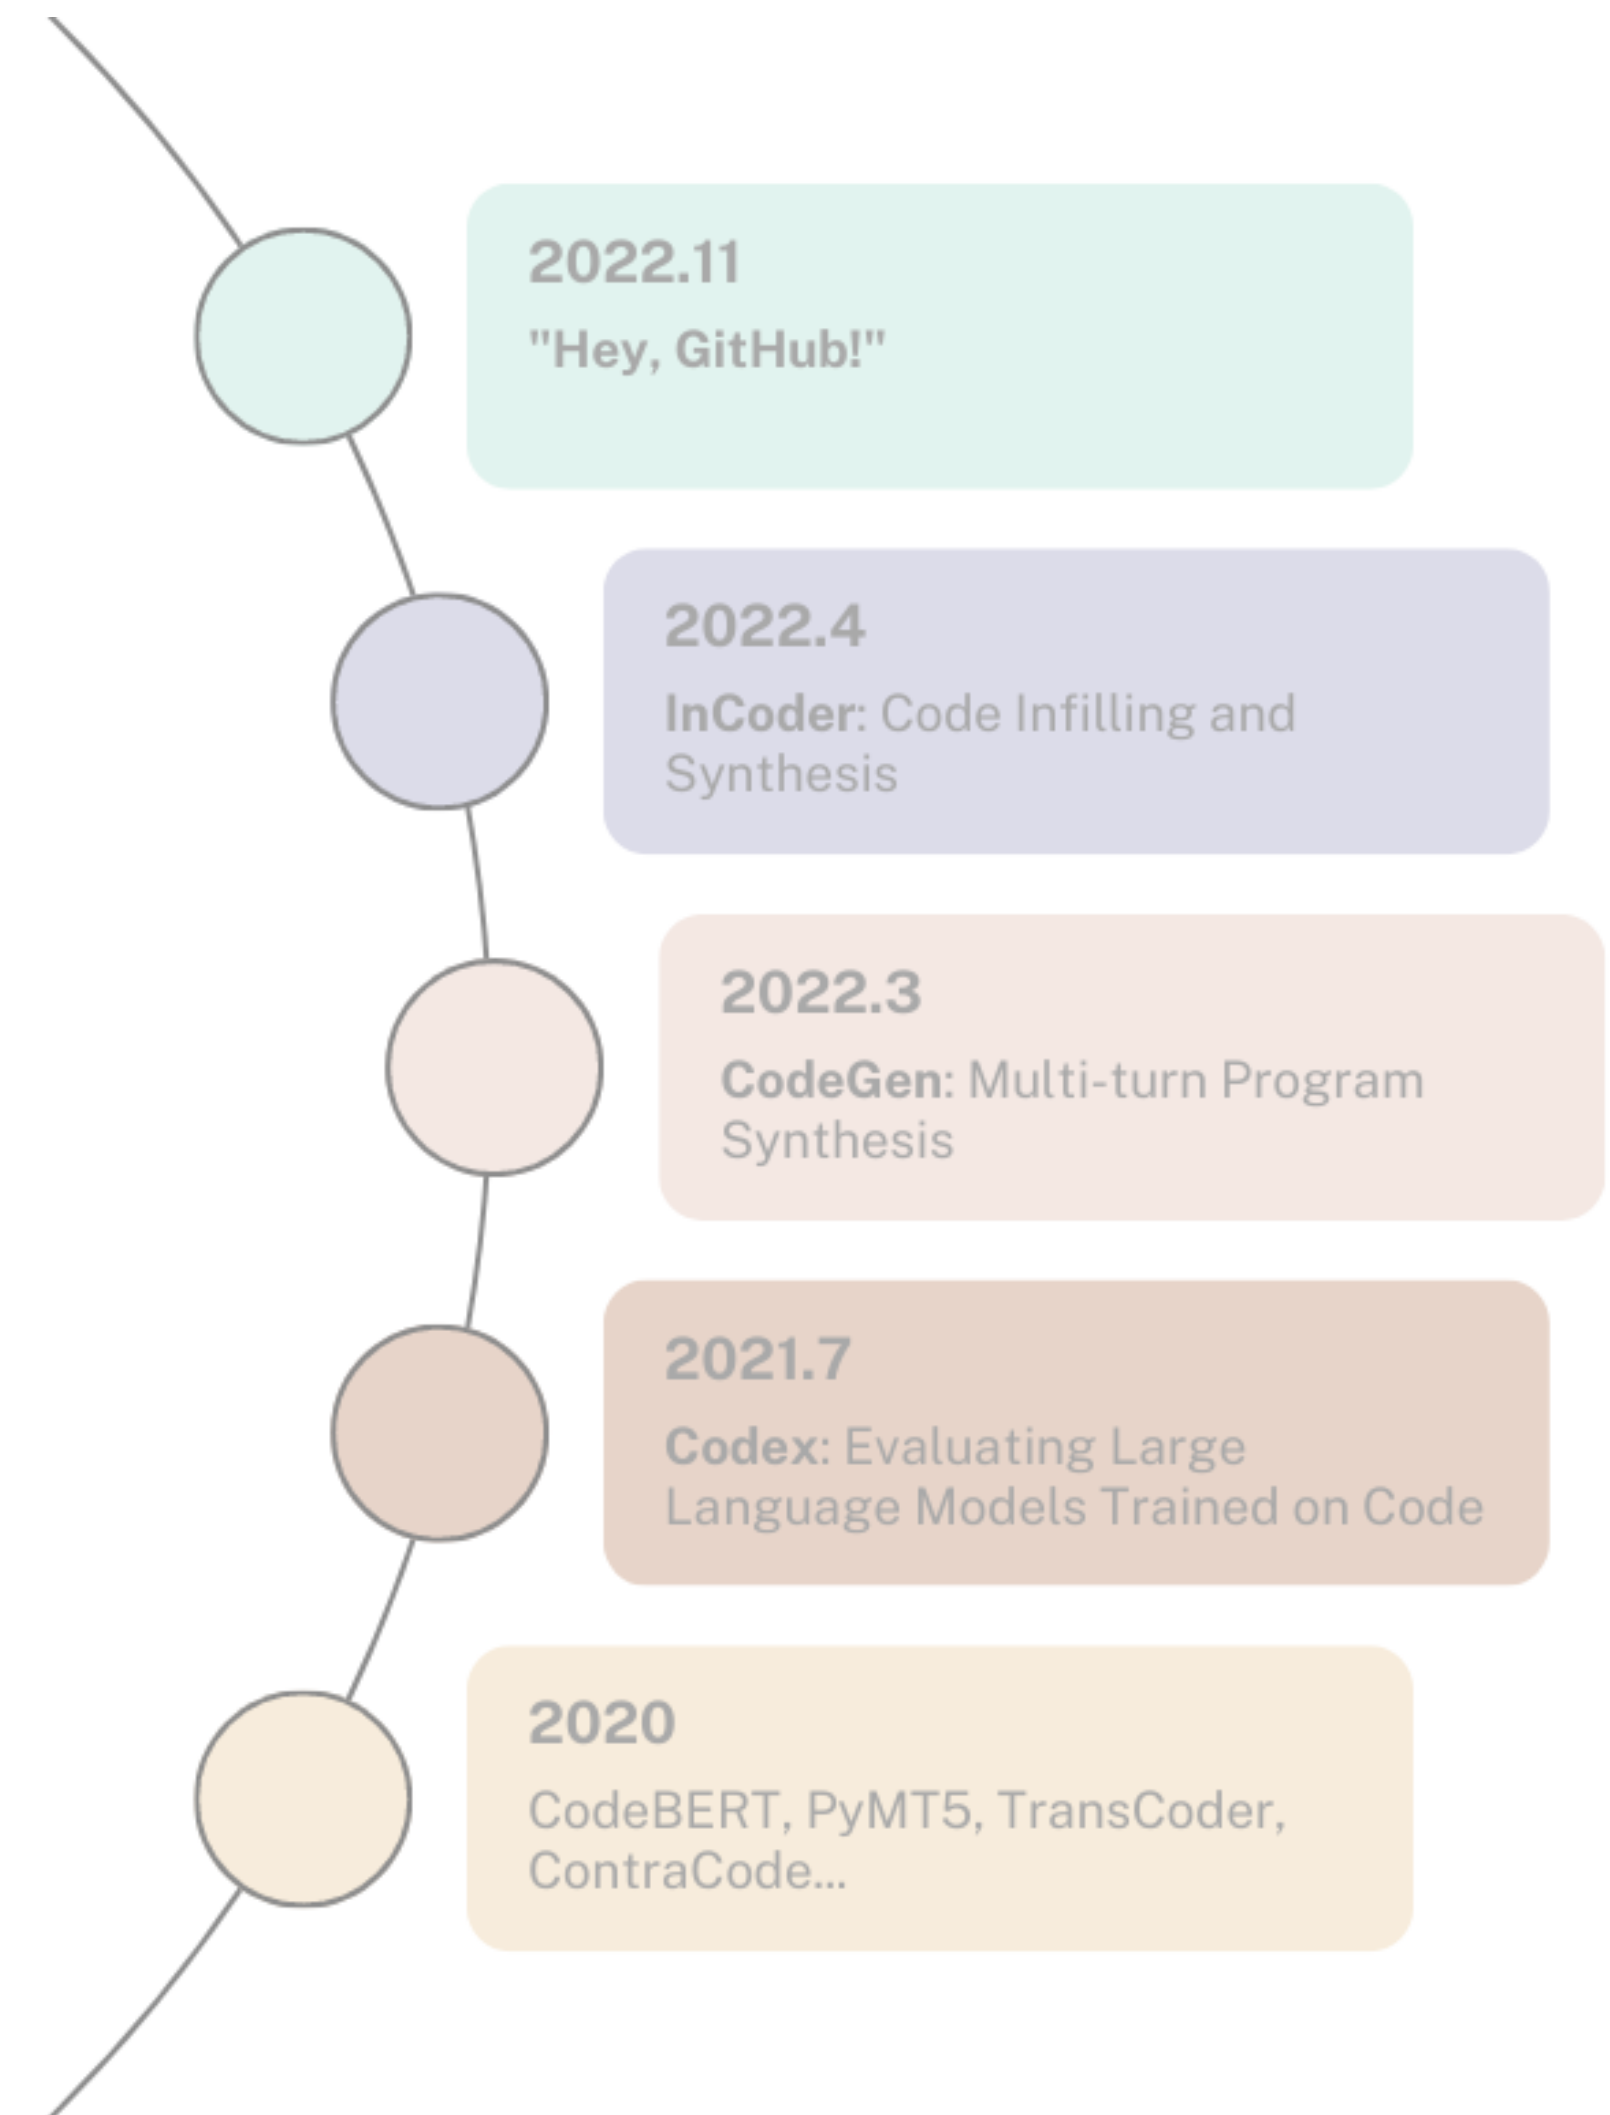 2022.11
"Hey, GitHub!"
2022.4
InCoder: Code Infilling and
Synthesis
2022.3
CodeGen: Multi-turn Program
Synthesis
2021.7
Codex: Evaluating Large
Language Models Trained on Code
2020
CodeBERT, PyMT5, TransCoder,
ContraCode...